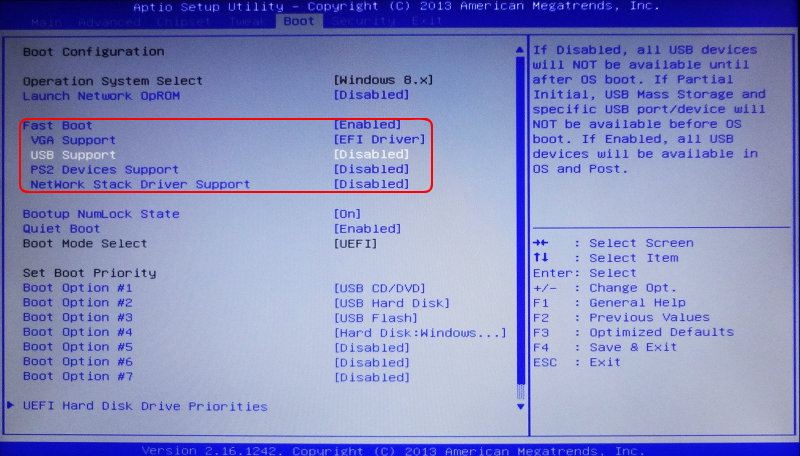 Aptio Setup Utility - Copyright (C) 2013 American Megatrends, Inc.
Main Advanced Chipset Tweak Boot Security Exit
Boot Configuration
Operation System Select [Windows 8.x]
Launch Network OpROM [Disabled]
Fast Boot [Enabled]
VGA Support [EFI Driver]
USB Support [Disabled]
PS2 Devices Support [Disabled]
NetWork Stack Driver Support [Disabled]
Bootup NumLock State [On]
Quiet Boot [Enabled]
Boot Mode Select [UEFI]
Set Boot Priority
Boot Option #1 [USB CD/DVD]
Boot Option #2 [USB Hard Disk]
Boot Option #3 [USB Flash]
Boot Option #4 [Hard Disk:Windows...]
Boot Option #5 [Disabled]
Boot Option #6 [Disabled]
Boot Option #7 [Disabled]
UEFI Hard Disk Drive Priorities
If Disabled, all USB devices
will NOT be available until
after OS boot. If Partial
Initial, USB Mass Storage and
specific USB port/device will
NOT be available before OS
boot. If Enabled, all USB
devices will be available in
OS and Post.
→← : Select Screen
↑↓ : Select Item
Enter: Select
+/- : Change Opt.
F1 : General Help
F2 : Previous Values
F3 : Optimized Defaults
F4 : Save & Exit
ESC : Exit
Version 2.16.1242. Copyright (C) 2013 American Megatrends, Inc.